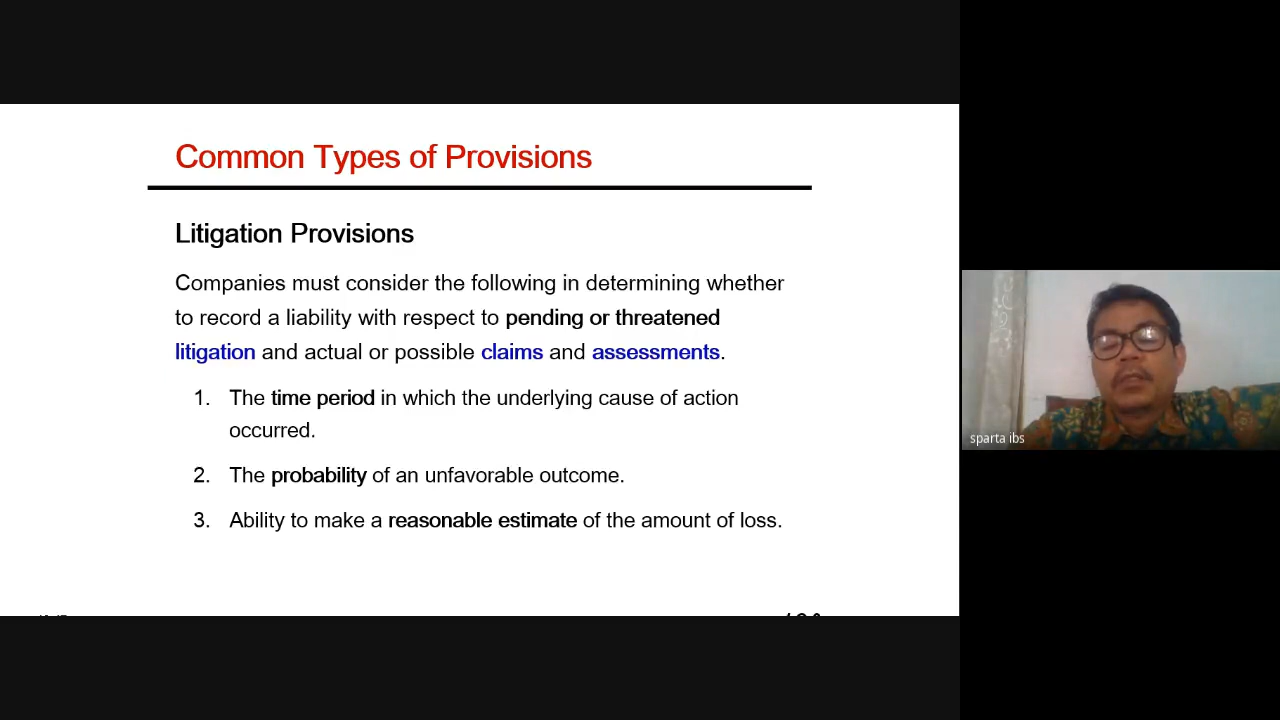 Common Types of Provisions
Litigation Provisions
Companies must consider the following in determining whether
to record a liability with respect to pending or threatened
litigation and actual or possible claims and assessments.
1. The time period in which the underlying cause of action
occurred.
2. The probability of an unfavorable outcome.
3. Ability to make a reasonable estimate of the amount of loss.
sparta ibs